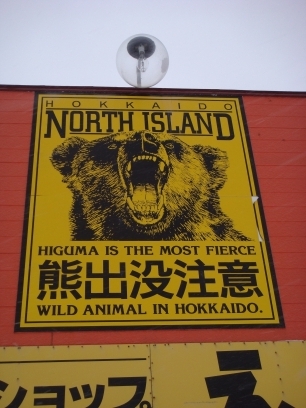 HOKKAIDO
NORTH ISLAND
HIGUMA IS THE MOST FIERCE
熊出没注意
WILD ANIMAL IN HOKKAIDO.
ショップ。